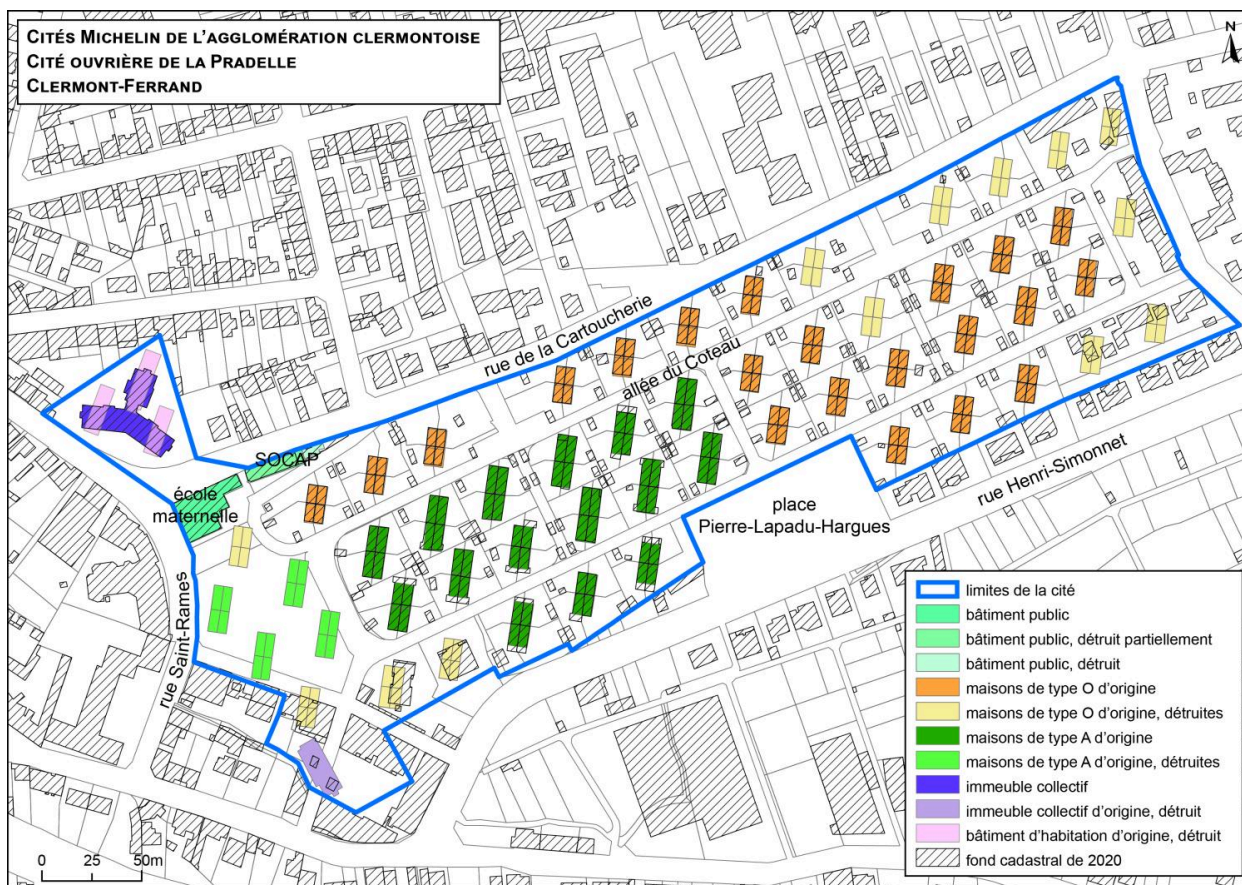 CITÉS MICHELIN DE L'AGGLOMÉRATION CLERMONTOISE
CITÉ OUVRIÈRE DE LA PRADELLE
CLERMONT-FERRAND
N
rue de la Cartoucherie
allée du Coteau
SOCAP
école
maternelle
place
Pierre-Lapadu-Hargues
rue Henri-Simonnet
rue Saint-Rames
limites de la cité
bâtiment public
bâtiment public, détruit partiellement
bâtiment public, détruit
maisons de type O d'origine
maisons de type O d'origine, détruites
maisons de type A d'origine
maisons de type A d'origine, détruites
immeuble collectif
immeuble collectif d'origine, détruit
bâtiment d'habitation d'origine, détruit
fond cadastral de 2020
0 25 50m